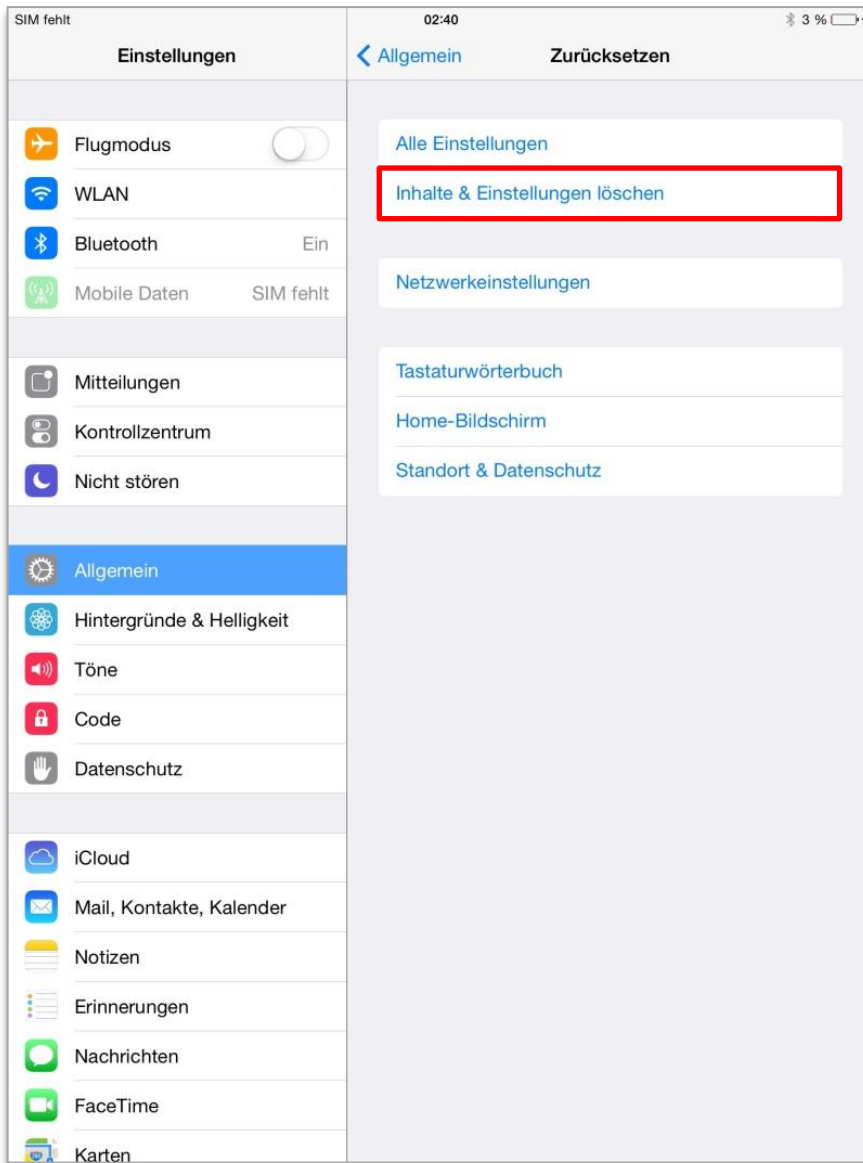 SIM fehlt
02:40
3 %
Einstellungen
Allgemein
Zurücksetzen
Flugmodus
WLAN
Bluetooth Ein
Mobile Daten SIM fehlt
Mitteilungen
Kontrollzentrum
Nicht stören
Allgemein
Hintergründe & Helligkeit
Töne
Code
Datenschutz
iCloud
Mail, Kontakte, Kalender
Notizen
Erinnerungen
Nachrichten
FaceTime
Karten
Alle Einstellungen
Inhalte & Einstellungen löschen
Netzwerkeinstellungen
Tastaturwörterbuch
Home-Bildschirm
Standort & Datenschutz